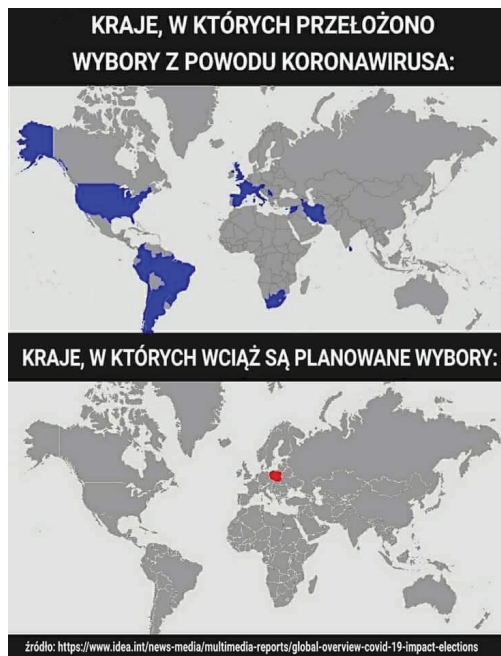 KRAJE, W KTÓRYCH PRZEŁOŻONO
WYBORY Z POWODU KORONAWIRUSA:
KRAJE, W KTÓRYCH WCIĄŻ SĄ PLANOWANE WYBORY:
źródło: https://www.idea.int/news-media/multimedia-reports/global-overview-covid-19-impact-elections